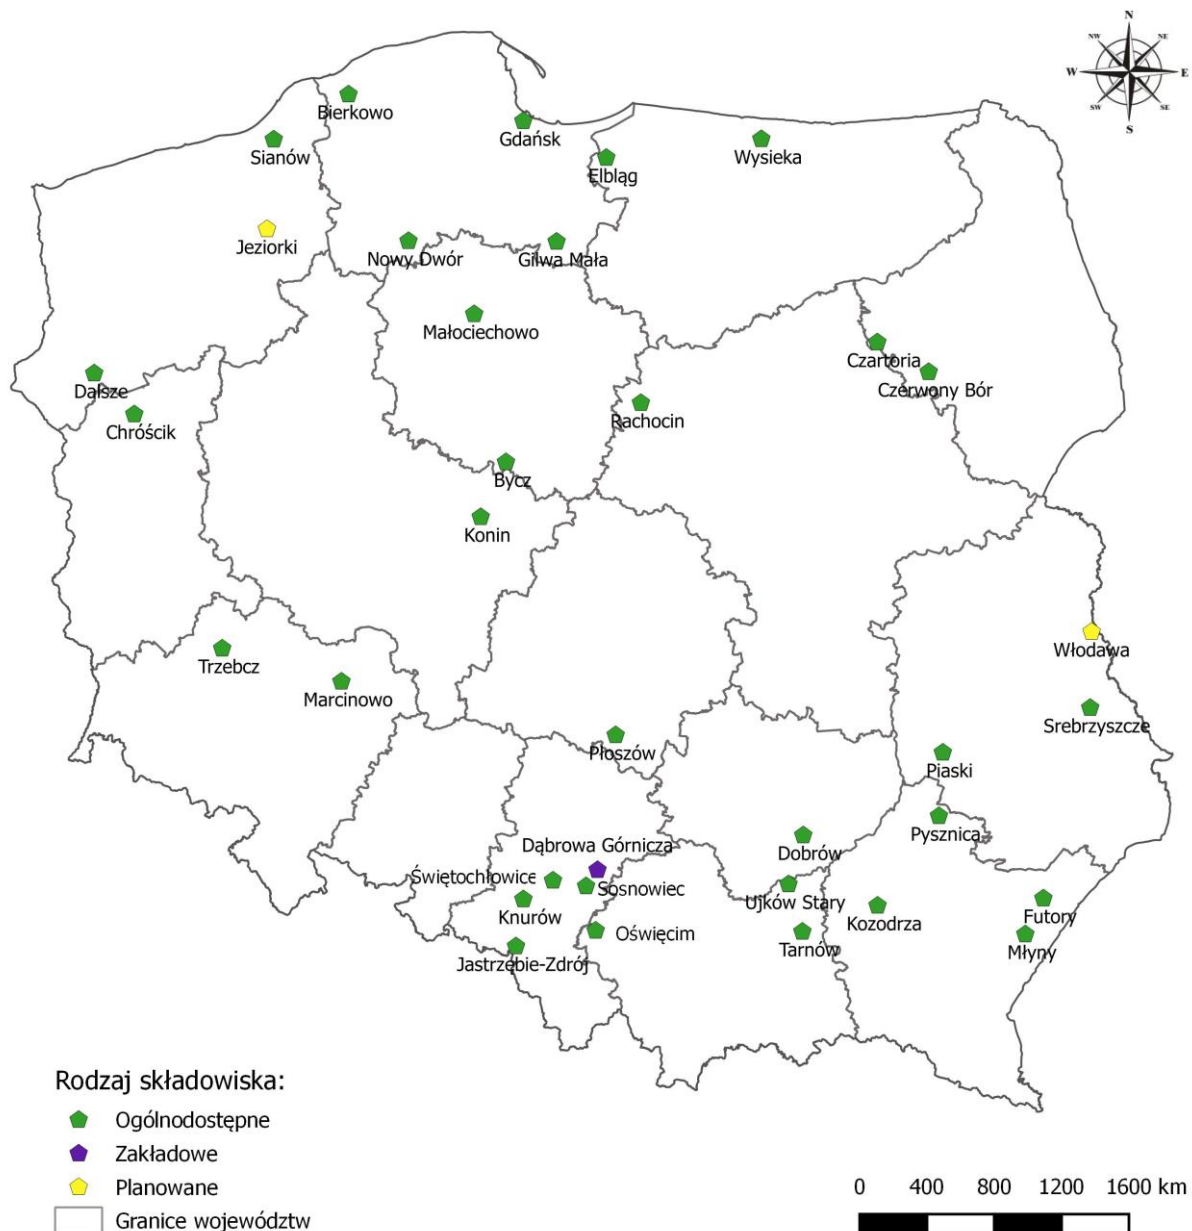 N
NW
NE
W
E
SW
SE
S
Bierkowo
Gdańsk
Sianów
Wysieka
Elbląg
Jeziorki
Nowy Dwór
Gilwa Mała
Małociechowo
Czartoria
Dalsze
Czerwony Bór
Chróścik
Rachocin
Bycz
Konin
Włodawa
Trzebcz
Marcinowo
Srebrzyszcze
Płoszów
Piaski
Pysznica
Dąbrowa Górnicza
Dobrów
Świętochłowice
Sosnowiec
Ujków Stary
Knurów
Kozodrza
Futory
Oświęcim
Tarnów
Młyny
Jastrzębie-Zdrój
Rodzaj składowiska:
Ogólnodostępne
Zakładowe
Planowane
Granice województw
0 400 800 1200 1600 km